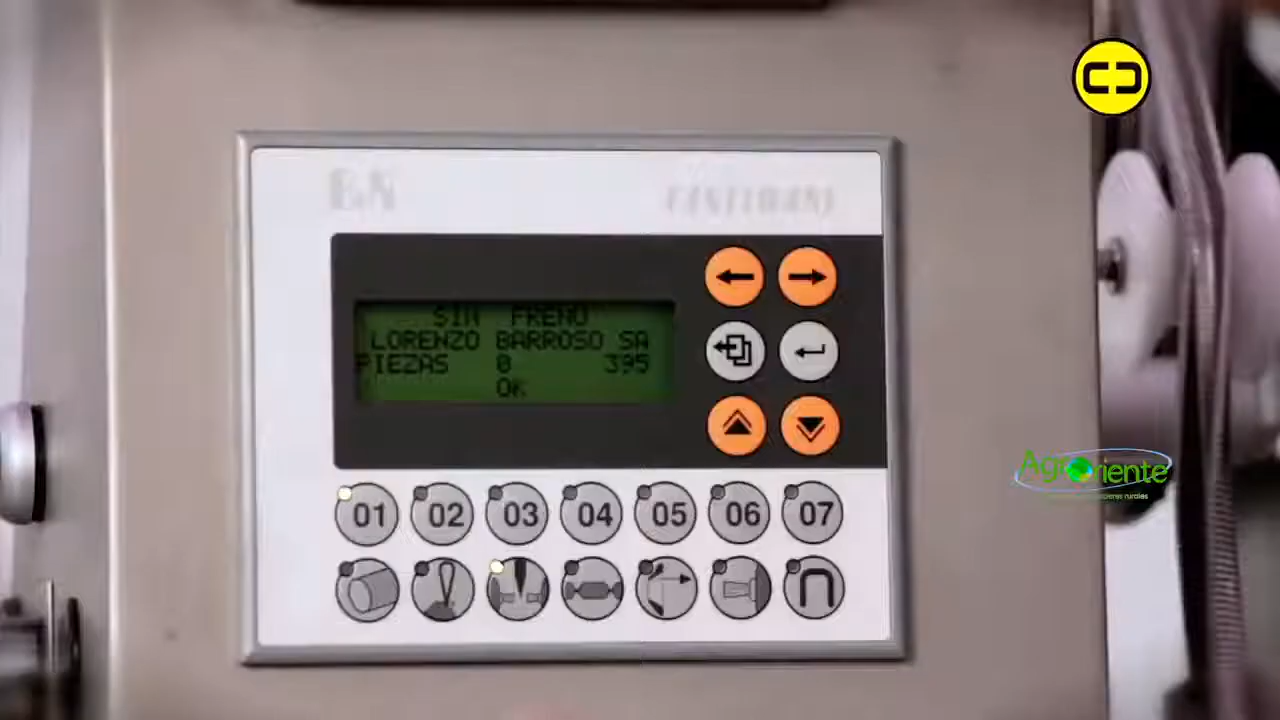 SIN FRENO
LORENZO BARROSO SA
PIEZAS 0 395
OK
01 02 03 04 05 06 07
Agroriente